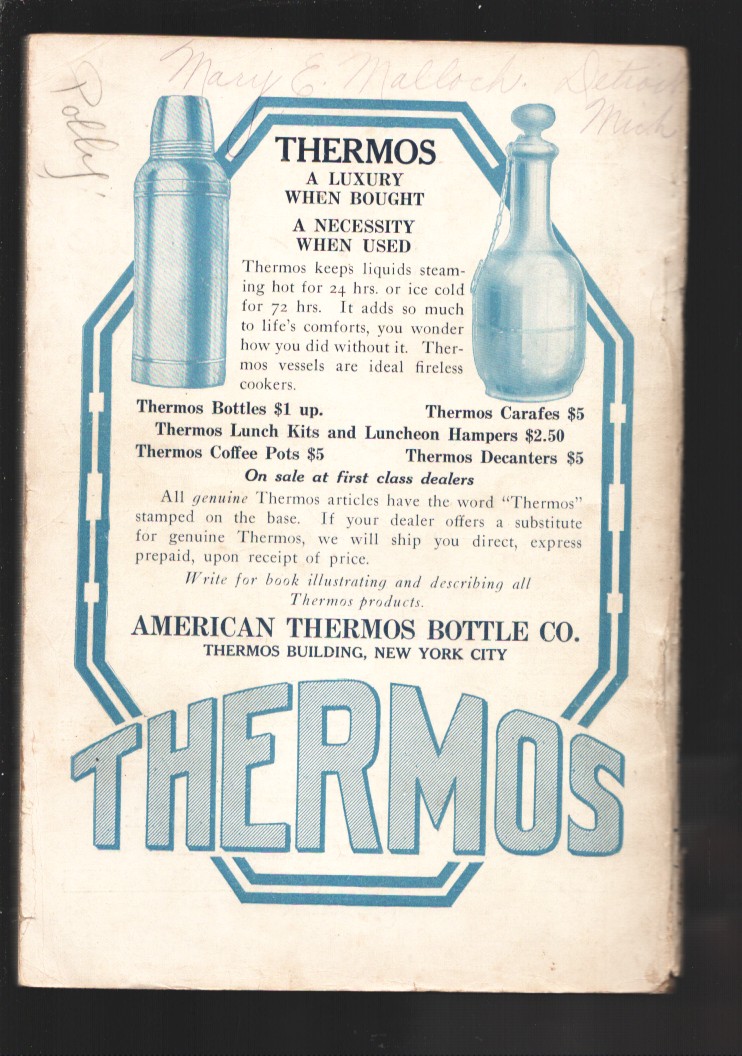 Mary E. Malloch. Detroit
Mich
Polly
THERMOS
A LUXURY
WHEN BOUGHT
A NECESSITY
WHEN USED
Thermos keeps liquids steam-
ing hot for 24 hrs. or ice cold
for 72 hrs. It adds so much
to life's comforts, you wonder
how you did without it. Ther-
mos vessels are ideal fireless
cookers.
Thermos Bottles $1 up. Thermos Carafes $5
Thermos Lunch Kits and Luncheon Hampers $2.50
Thermos Coffee Pots $5 Thermos Decanters $5
On sale at first class dealers
All genuine Thermos articles have the word "Thermos"
stamped on the base. If your dealer offers a substitute
for genuine Thermos, we will ship you direct, express
prepaid, upon receipt of price.
Write for book illustrating and describing all
Thermos products.
AMERICAN THERMOS BOTTLE CO.
THERMOS BUILDING, NEW YORK CITY
THERMOS